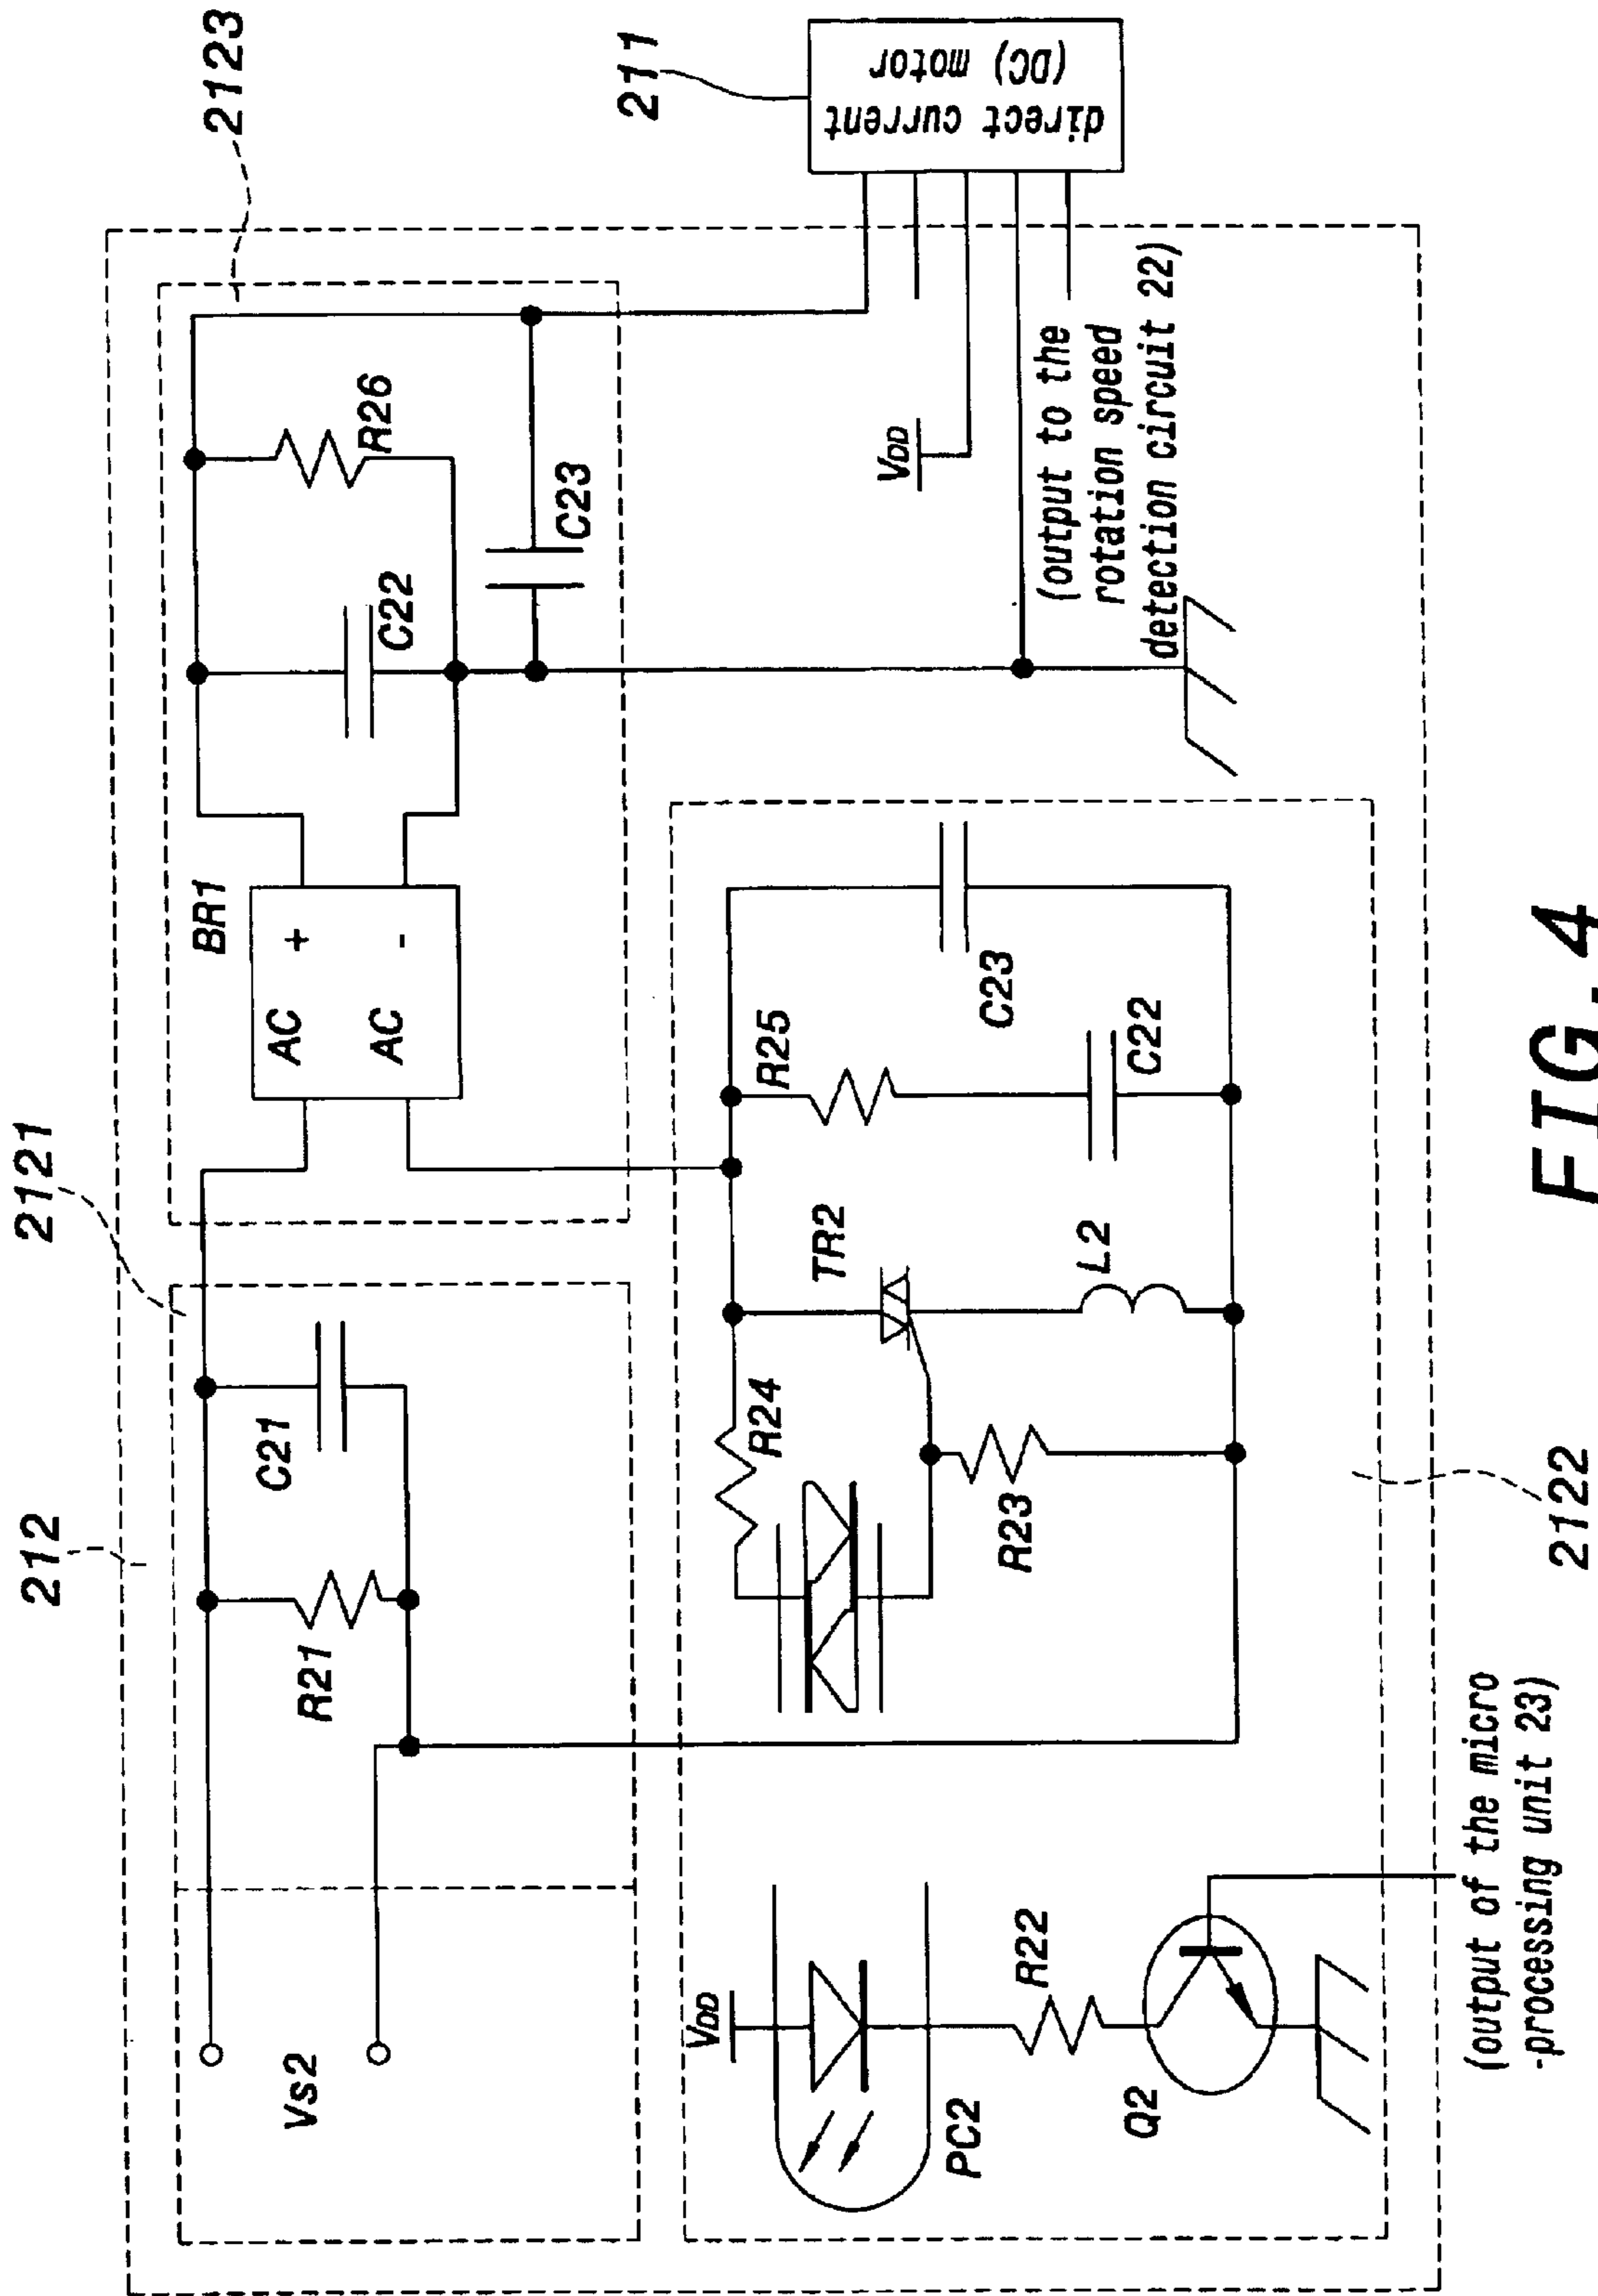 212
2121
2123
Vs2
R21
C21
BR1
AC +
AC -
C22
R26
C23
211
direct current
(DC) motor
VDD
(output to the
rotation speed
detection circuit 22)
VDD
PC2
R22
Q2
R24
R23
TR2
L2
R25
C22
C23
2122
(output of the micro
-processing unit 23)
FIG. 4